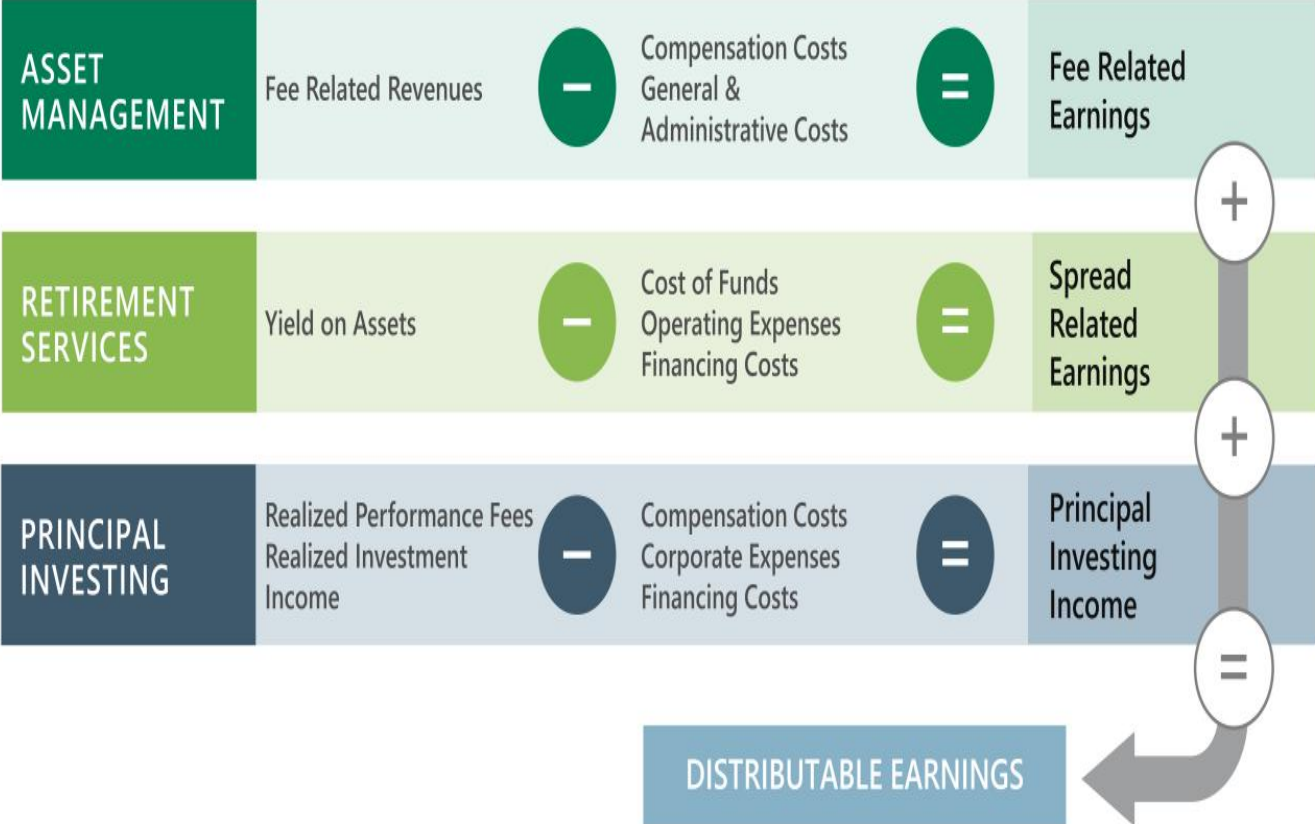 ASSET
MANAGEMENT
Fee Related Revenues
−
Compensation Costs
General &
Administrative Costs
=
Fee Related
Earnings
+
RETIREMENT
SERVICES
Yield on Assets
−
Cost of Funds
Operating Expenses
Financing Costs
=
Spread
Related
Earnings
+
PRINCIPAL
INVESTING
Realized Performance Fees
Realized Investment
Income
−
Compensation Costs
Corporate Expenses
Financing Costs
=
Principal
Investing
Income
=
DISTRIBUTABLE EARNINGS